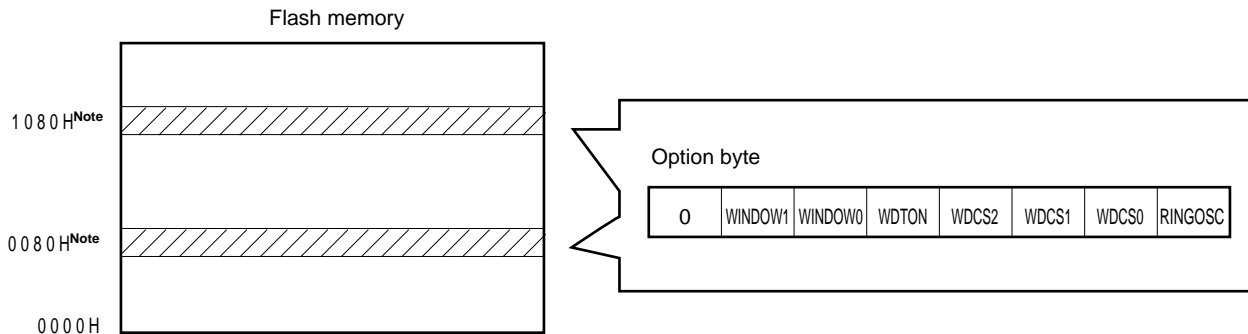 Flash memory
1080HNote
Option byte
0 WINDOW1 WINDOW0 WDTON WDCS2 WDCS1 WDCS0 RINGOSC
0080HNote
0000H